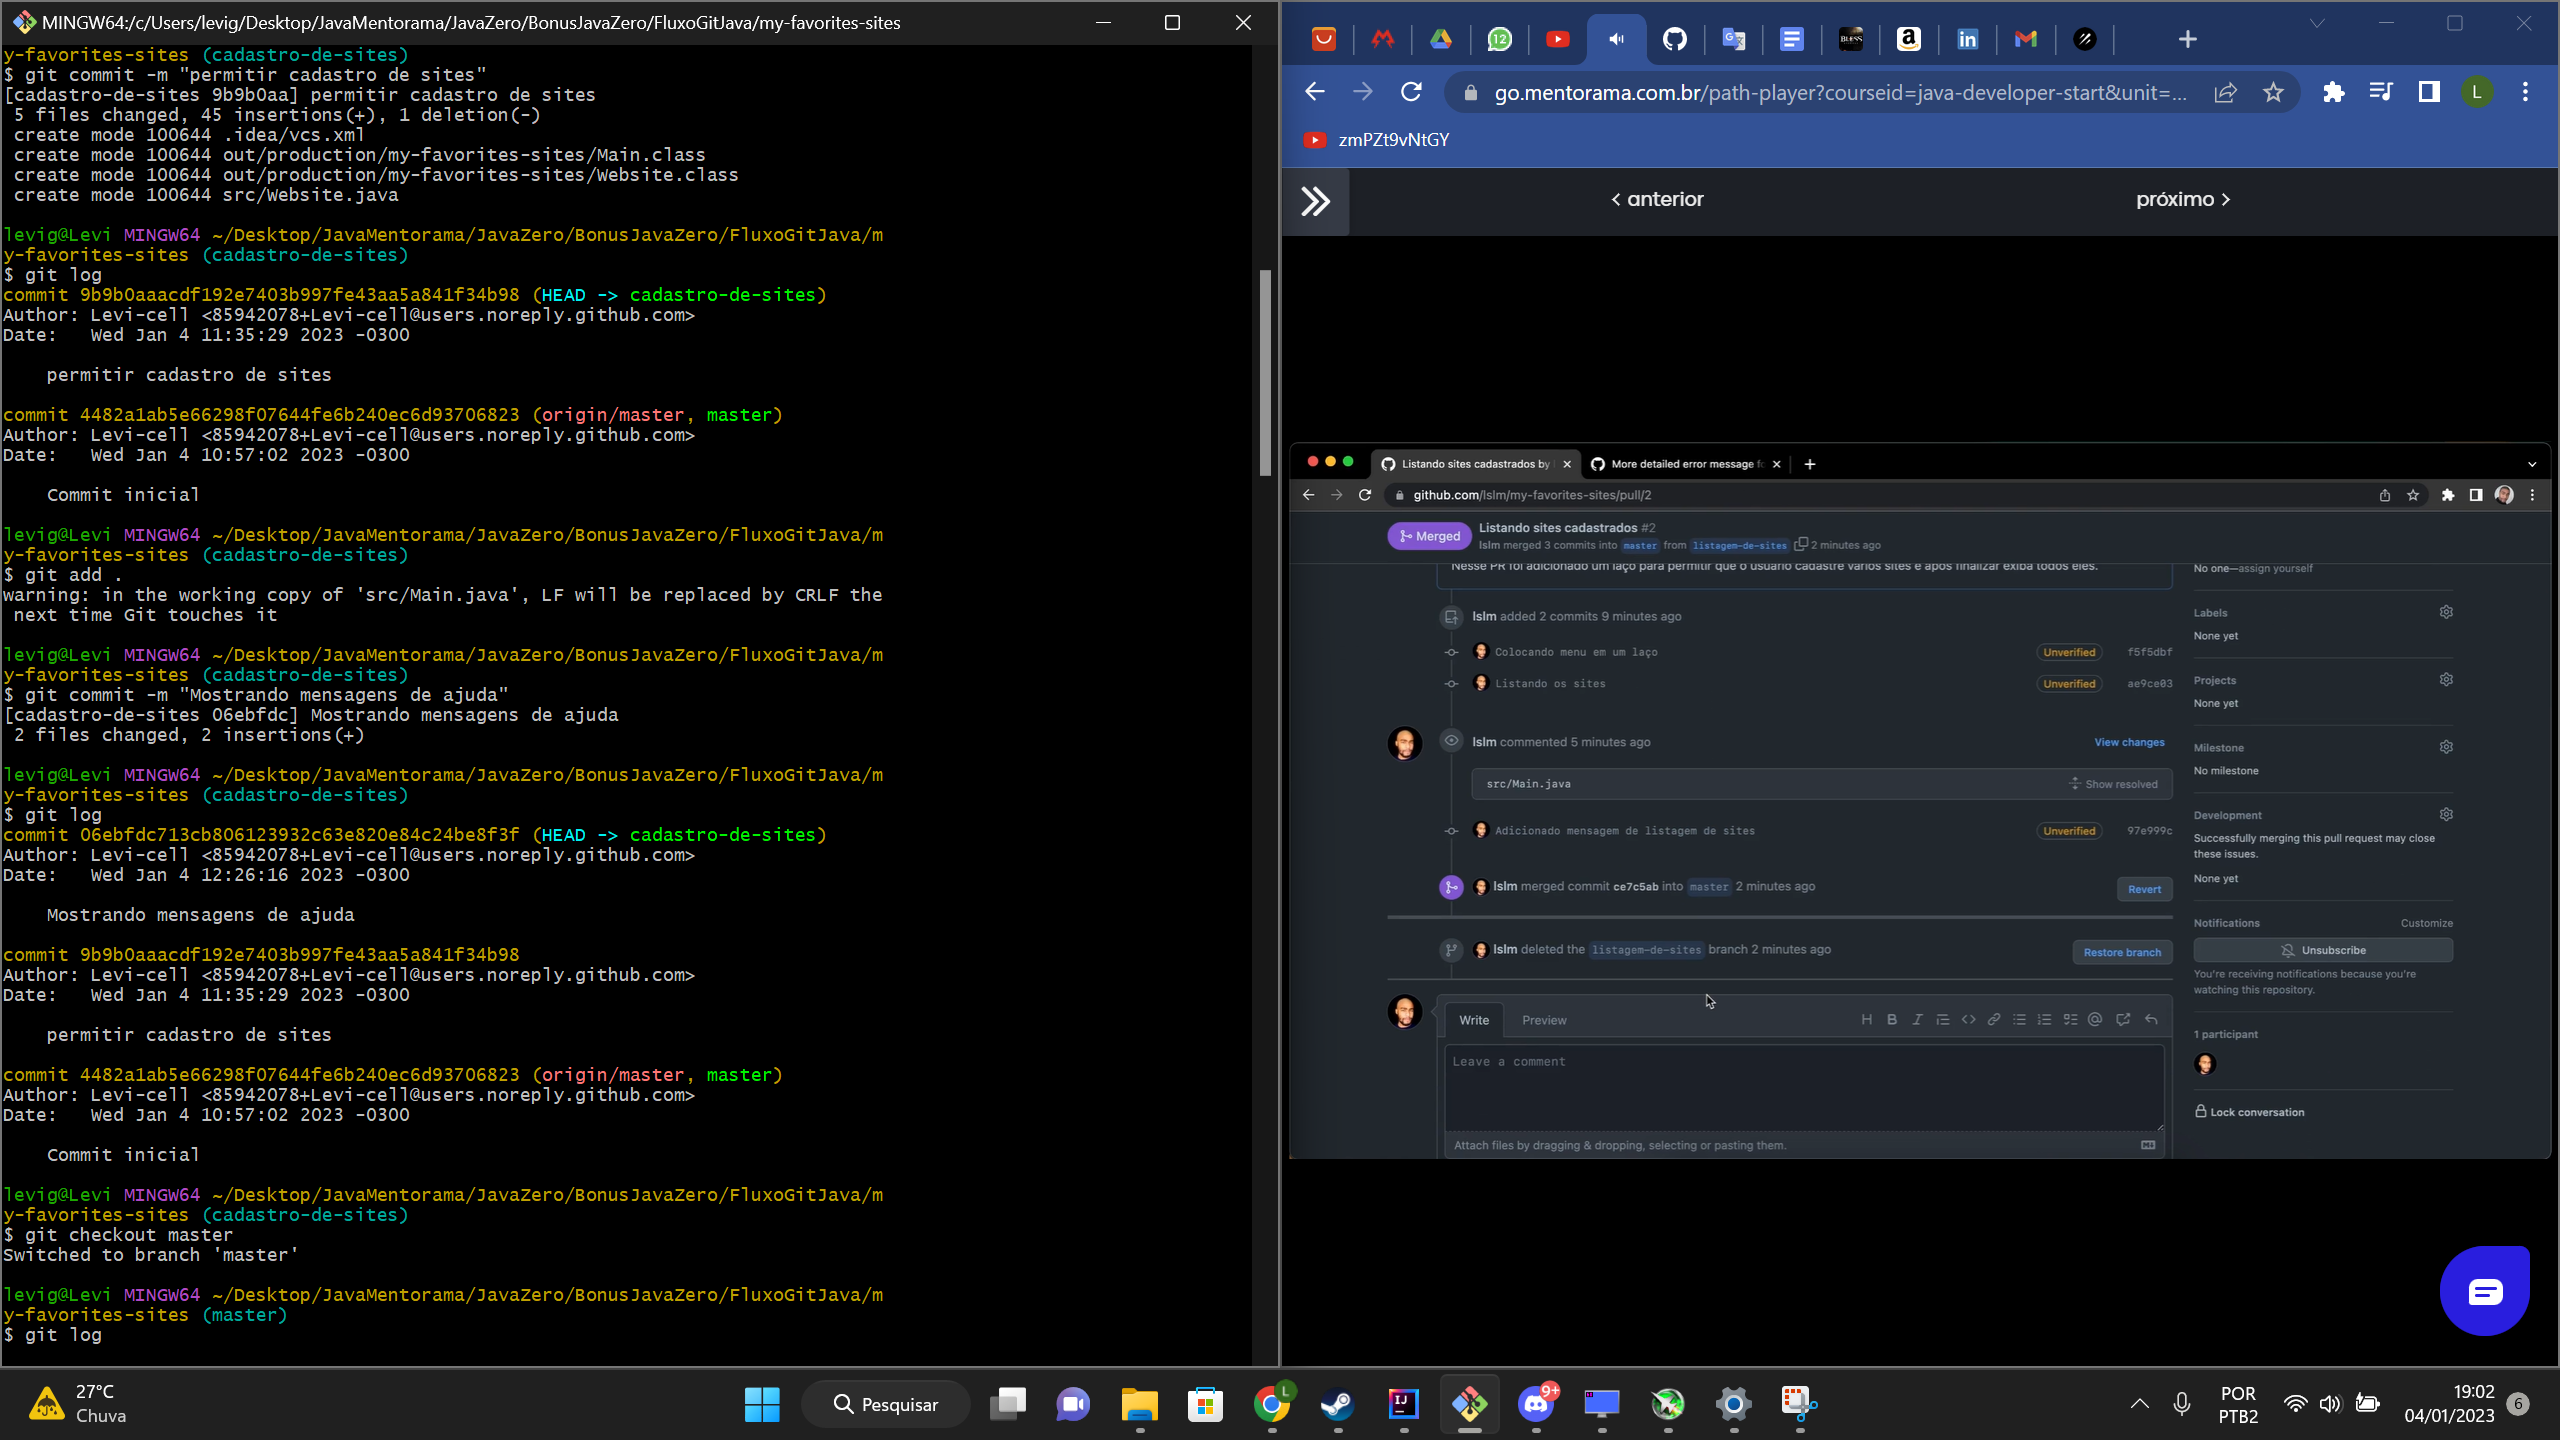 MINGW64:/c/Users/levig/Desktop/JavaMentorama/JavaZero/BonusJavaZero/FluxoGitJava/my-favorites-sites
y-favorites-sites (cadastro-de-sites)
$ git commit -m "permitir cadastro de sites"
[cadastro-de-sites 9b9b0aa] permitir cadastro de sites
5 files changed, 45 insertions(+), 1 deletion(-)
create mode 100644 .idea/vcs.xml
create mode 100644 out/production/my-favorites-sites/Main.class
create mode 100644 out/production/my-favorites-sites/Website.class
create mode 100644 src/Website.java
levig@Levi MINGW64 ~/Desktop/JavaMentorama/JavaZero/BonusJavaZero/FluxoGitJava/m
y-favorites-sites (cadastro-de-sites)
$ git log
commit 9b9b0aaacdf192e7403b997fe43aa5a841f34b98 (HEAD -> cadastro-de-sites)
Author: Levi-cell <85942078+Levi-cell@users.noreply.github.com>
Date:   Wed Jan 4 11:35:29 2023 -0300
permitir cadastro de sites
commit 4482a1ab5e66298f07644fe6b240ec6d93706823 (origin/master, master)
Author: Levi-cell <85942078+Levi-cell@users.noreply.github.com>
Date:   Wed Jan 4 10:57:02 2023 -0300
Commit inicial
levig@Levi MINGW64 ~/Desktop/JavaMentorama/JavaZero/BonusJavaZero/FluxoGitJava/m
y-favorites-sites (cadastro-de-sites)
$ git add .
warning: in the working copy of 'src/Main.java', LF will be replaced by CRLF the
next time Git touches it
levig@Levi MINGW64 ~/Desktop/JavaMentorama/JavaZero/BonusJavaZero/FluxoGitJava/m
y-favorites-sites (cadastro-de-sites)
$ git commit -m "Mostrando mensagens de ajuda"
[cadastro-de-sites 06ebfdc] Mostrando mensagens de ajuda
2 files changed, 2 insertions(+)
levig@Levi MINGW64 ~/Desktop/JavaMentorama/JavaZero/BonusJavaZero/FluxoGitJava/m
y-favorites-sites (cadastro-de-sites)
$ git log
commit 06ebfdc713cb806123932c63e820e84c24be8f3f (HEAD -> cadastro-de-sites)
Author: Levi-cell <85942078+Levi-cell@users.noreply.github.com>
Date:   Wed Jan 4 12:26:16 2023 -0300
Mostrando mensagens de ajuda
commit 9b9b0aaacdf192e7403b997fe43aa5a841f34b98
Author: Levi-cell <85942078+Levi-cell@users.noreply.github.com>
Date:   Wed Jan 4 11:35:29 2023 -0300
permitir cadastro de sites
commit 4482a1ab5e66298f07644fe6b240ec6d93706823 (origin/master, master)
Author: Levi-cell <85942078+Levi-cell@users.noreply.github.com>
Date:   Wed Jan 4 10:57:02 2023 -0300
Commit inicial
levig@Levi MINGW64 ~/Desktop/JavaMentorama/JavaZero/BonusJavaZero/FluxoGitJava/m
y-favorites-sites (cadastro-de-sites)
$ git checkout master
Switched to branch 'master'
levig@Levi MINGW64 ~/Desktop/JavaMentorama/JavaZero/BonusJavaZero/FluxoGitJava/m
y-favorites-sites (master)
$ git log
12
BLESS
go.mentorama.com.br/path-player?courseid=java-developer-start&unit=...
L
zmPZt9vNtGY
< anterior
próximo >
Listando sites cadastrados by
More detailed error message fo
github.com/lslm/my-favorites-sites/pull/2
Merged
Listando sites cadastrados #2
lslm merged 3 commits into master from listagem-de-sites 2 minutes ago
Nesse PR foi adicionado um laço para permitir que o usuário cadastre vários sites e após finalizar exiba todos eles.
lslm added 2 commits 9 minutes ago
Colocando menu em um laço Unverified f5f5dbf
Listando os sites Unverified ae9ce03
lslm commented 5 minutes ago View changes
src/Main.java Show resolved
Adicionado mensagem de listagem de sites Unverified 97e999c
lslm merged commit ce7c5ab into master 2 minutes ago Revert
lslm deleted the listagem-de-sites branch 2 minutes ago Restore branch
Write Preview
Leave a comment
Attach files by dragging & dropping, selecting or pasting them.
No one—assign yourself
Labels
None yet
Projects
None yet
Milestone
No milestone
Development
Successfully merging this pull request may close
these issues.
None yet
Notifications Customize
Unsubscribe
You're receiving notifications because you're
watching this repository.
1 participant
Lock conversation
27°C
Chuva
Pesquisar
L
IJ
9+
POR
PTB2
19:02
04/01/2023
6